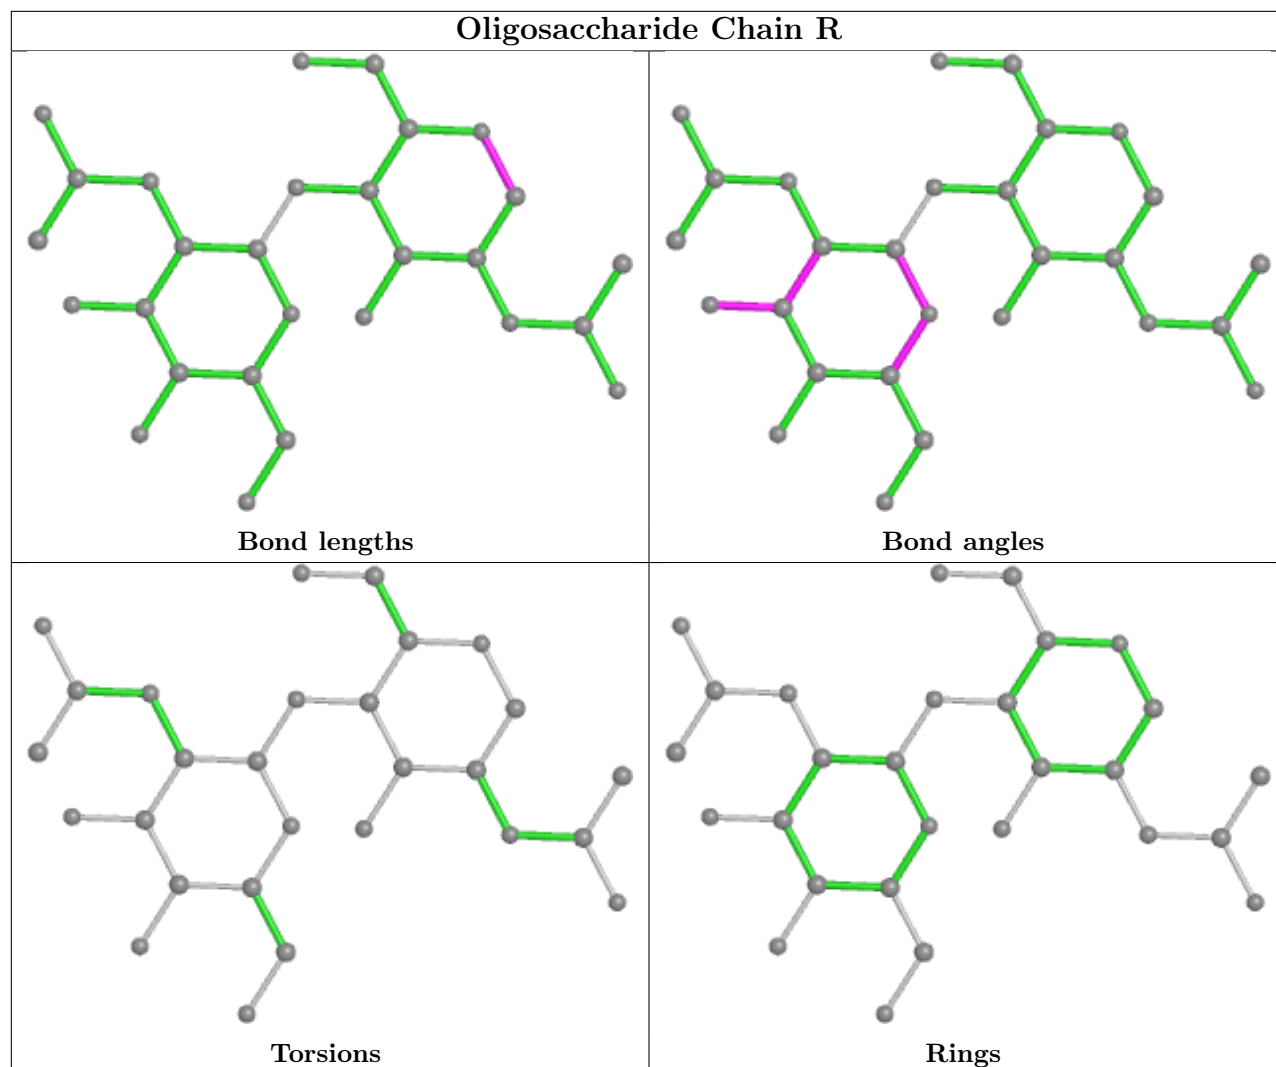 Oligosaccharide Chain R
Bond lengths
Bond angles
Torsions
Rings